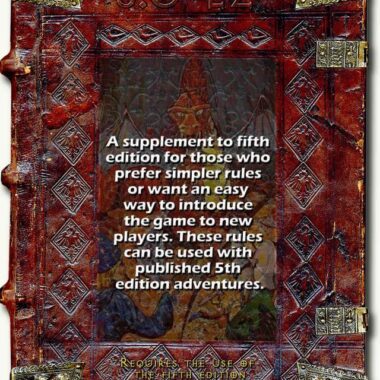 A supplement to fifth
edition for those who
prefer simpler rules
or want an easy
way to introduce
the game to new
players. These rules
can be used with
published 5th
edition adventures.
Requires the use of
the fifth edition